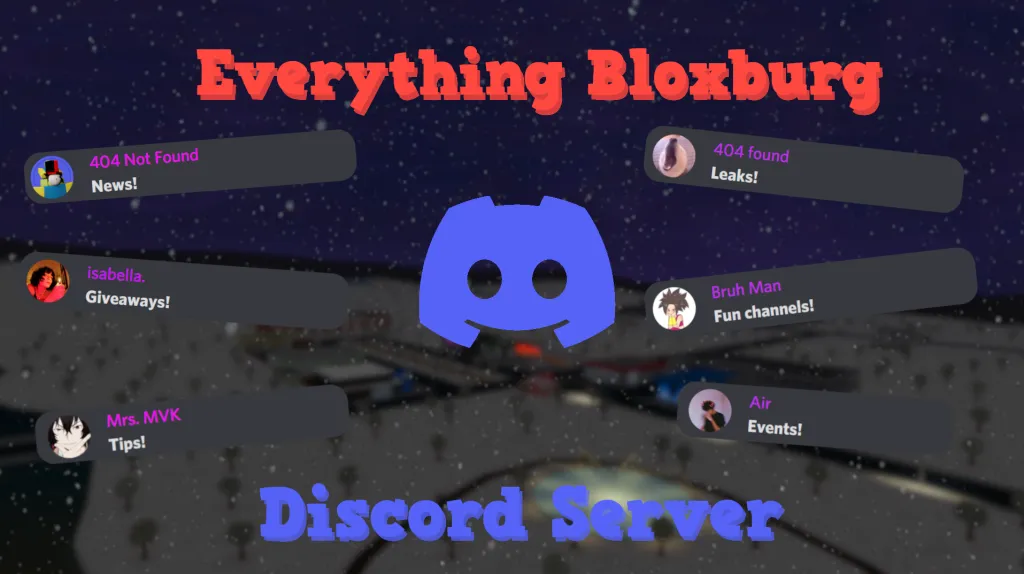 Everything Bloxburg
404 Not Found
News!
404 found
Leaks!
isabella.
Giveaways!
Bruh Man
Fun channels!
Mrs. MVK
Tips!
Air
Events!
Discord Server